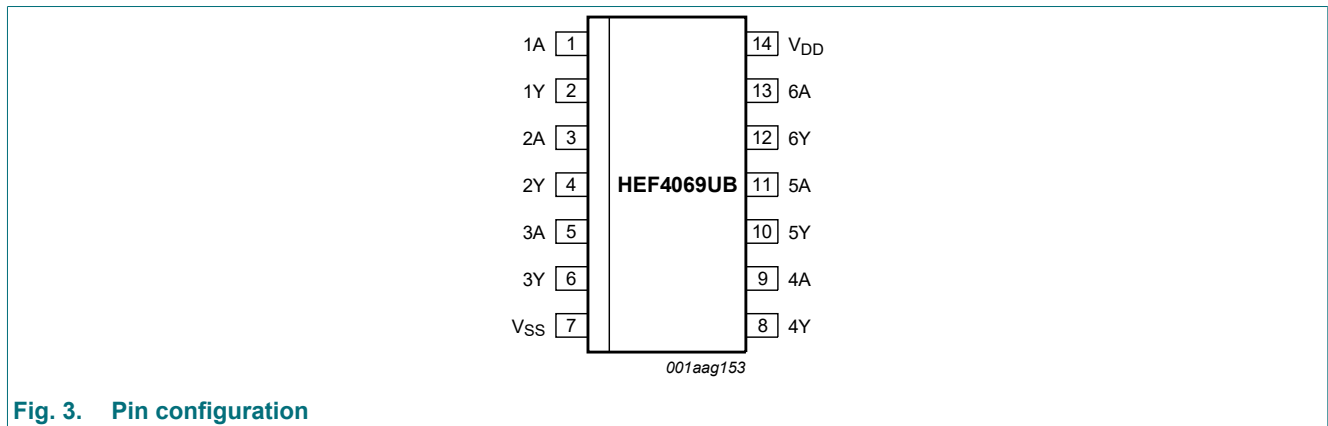 1A 1 14 VDD
1Y 2 13 6A
2A 3 12 6Y
2Y 4 HEF4069UB 11 5A
3A 5 10 5Y
3Y 6 9 4A
VSS 7 8 4Y
001aag153
Fig. 3. Pin configuration